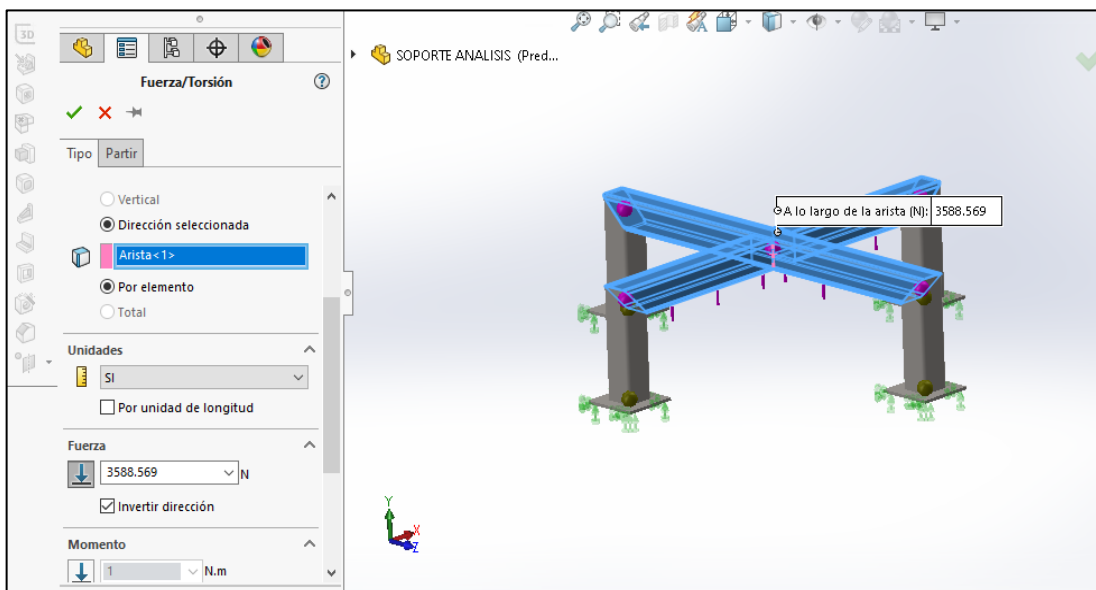 3D
SOPORTE ANALISIS (Pred...
Fuerza/Torsión
Tipo
Partir
Vertical
Dirección seleccionada
Arista<1>
Por elemento
Total
Unidades
SI
Por unidad de longitud
Fuerza
3588.569 N
Invertir dirección
Momento
1 N.m
A lo largo de la arista (N): 3588.569
Y
X
Z